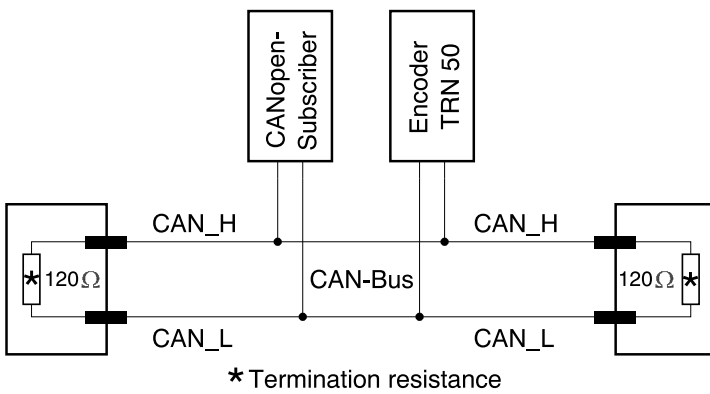 CANopen-
Subscriber
Encoder
TRN 50
CAN_H
CAN_H
* 120Ω
120Ω *
CAN-Bus
CAN_L
CAN_L
* Termination resistance